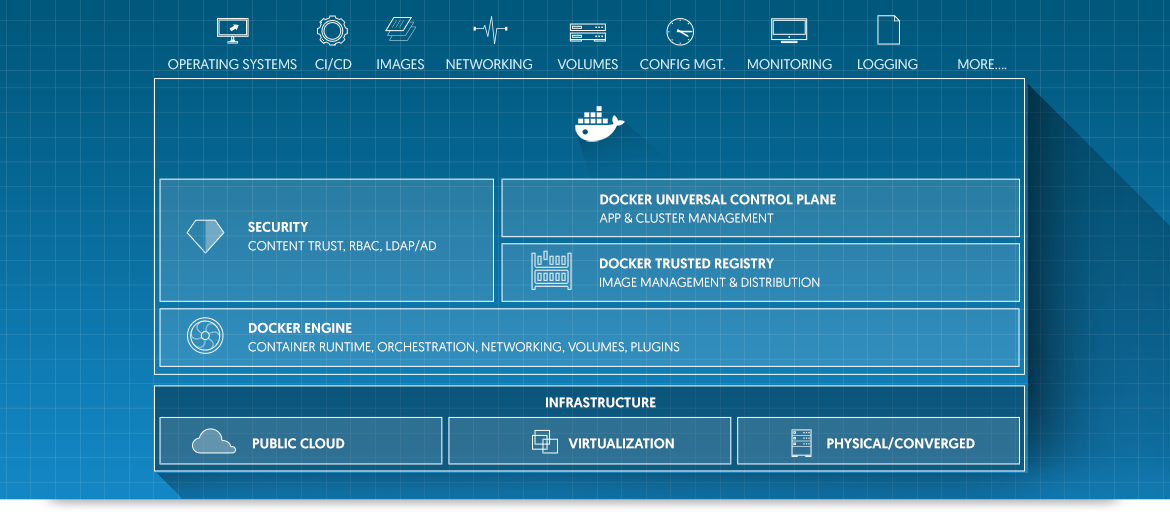 OPERATING SYSTEMS CI/CD IMAGES NETWORKING VOLUMES CONFIG MGT. MONITORING LOGGING MORE....
SECURITY
CONTENT TRUST, RBAC, LDAP/AD
DOCKER UNIVERSAL CONTROL PLANE
APP & CLUSTER MANAGEMENT
DOCKER TRUSTED REGISTRY
IMAGE MANAGEMENT & DISTRIBUTION
DOCKER ENGINE
CONTAINER RUNTIME, ORCHESTRATION, NETWORKING, VOLUMES, PLUGINS
INFRASTRUCTURE
PUBLIC CLOUD VIRTUALIZATION PHYSICAL/CONVERGED